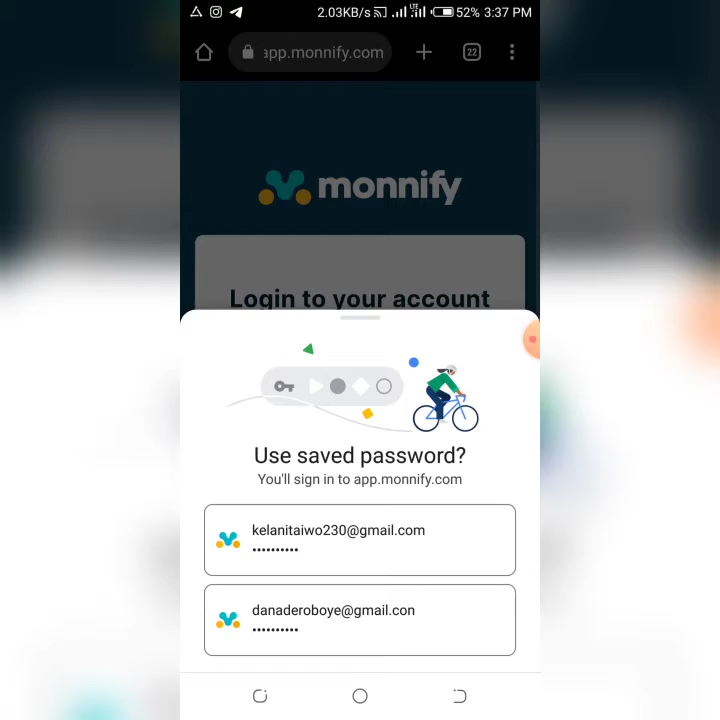 2.03KB/s LTE 52% 3:37 PM
app.monnify.com 22
monnify
Login to your account
Use saved password?
You'll sign in to app.monnify.com
kelanitaiwo230@gmail.com
••••••••••
danaderoboye@gmail.con
••••••••••